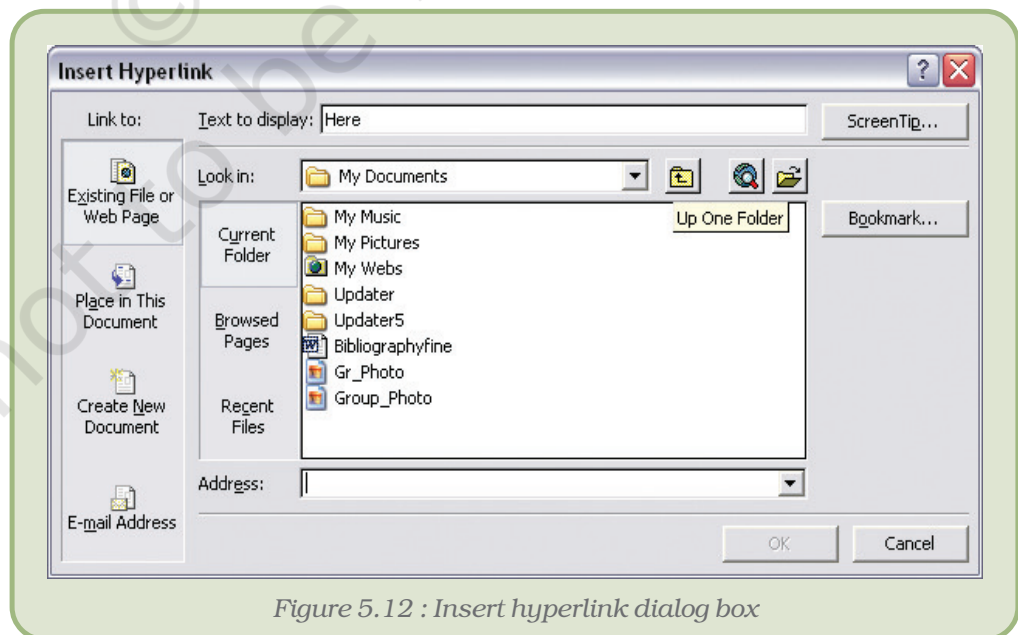 © not to be
Insert Hyperlink
Link to:
Text to display: Here
ScreenTip...
Existing File or
Web Page
Look in: My Documents
Up One Folder
Bookmark...
Current
Folder
My Music
My Pictures
My Webs
Updater
Updater5
Bibliographyfine
Gr_Photo
Group_Photo
Place in This
Document
Browsed
Pages
Create New
Document
Recent
Files
Address:
E-mail Address
OK
Cancel
Figure 5.12 : Insert hyperlink dialog box